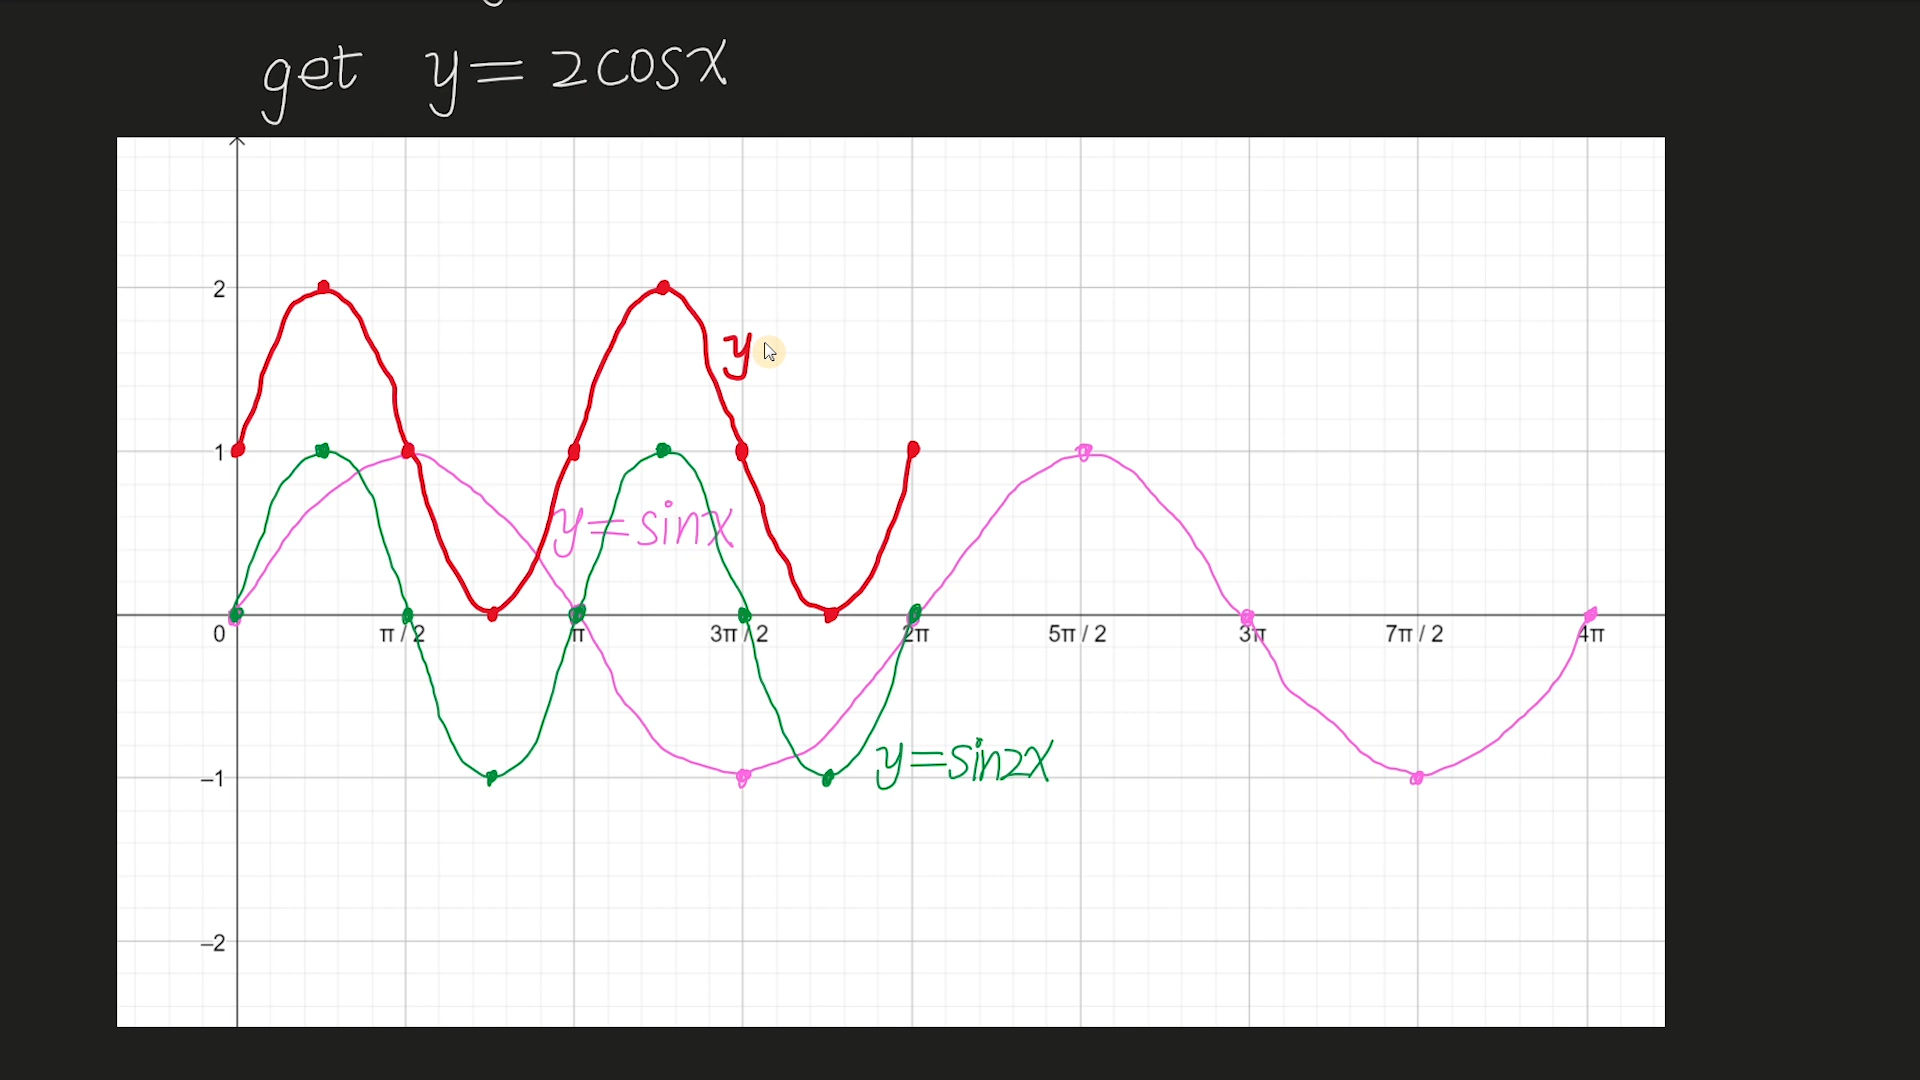 get y=2cosx
2
y
1
y=sinx
0 π / 2 π 3π / 2 2π 5π / 2 3π 7π / 2 4π
y=sin2x
–1
–2